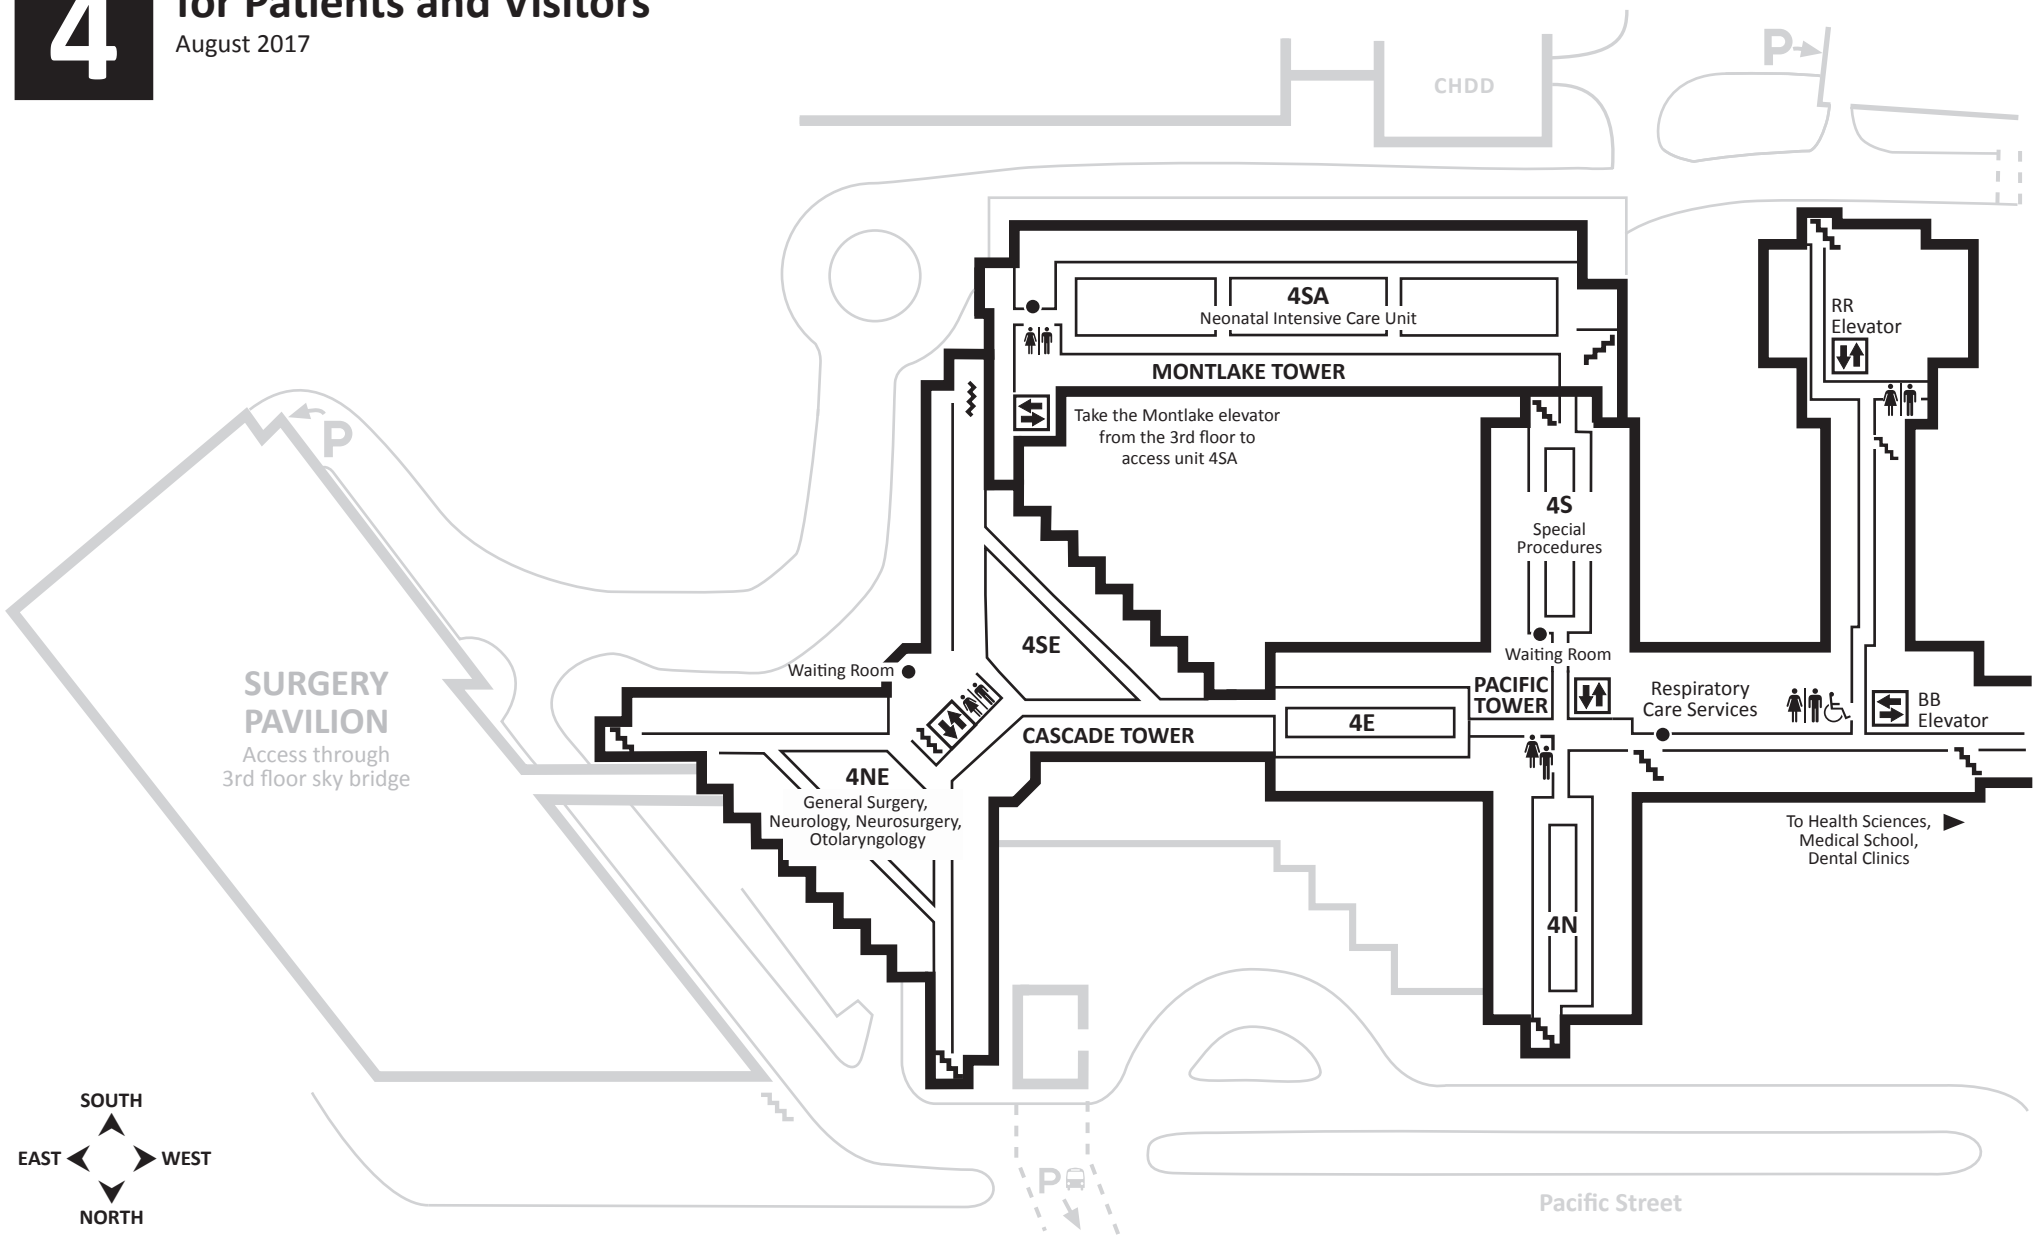 4
for Patients and Visitors
August 2017
P
CHDD
4SA
Neonatal Intensive Care Unit
MONTLAKE TOWER
RR
Elevator
Take the Montlake elevator
from the 3rd floor to
access unit 4SA
P
4S
Special
Procedures
4SE
Waiting Room
Waiting Room
SURGERY
PAVILION
Access through
3rd floor sky bridge
PACIFIC
TOWER
Respiratory
Care Services
BB
Elevator
4E
CASCADE TOWER
4NE
General Surgery,
Neurology, Neurosurgery,
Otolaryngology
To Health Sciences,
Medical School,
Dental Clinics
4N
SOUTH
EAST
WEST
NORTH
P
Pacific Street